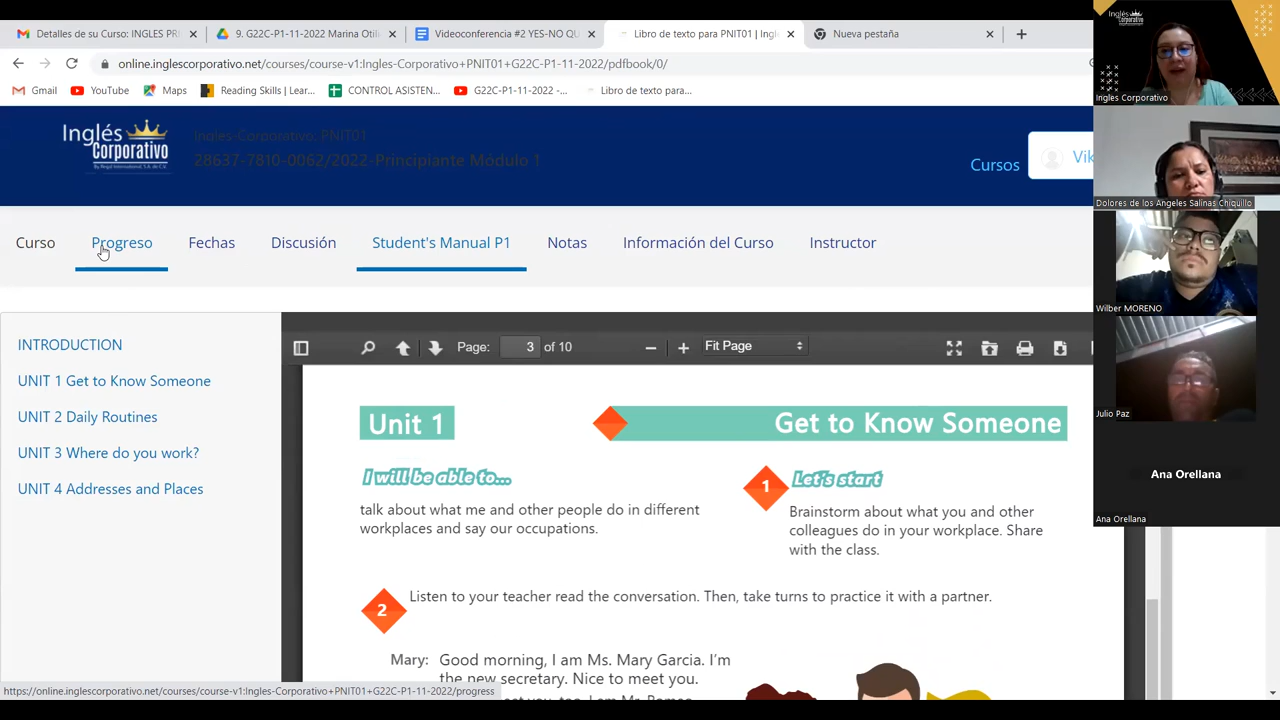 Detalles de su Curso: INGLES PRI
9. G22C-P1-11-2022 Marina Otili
Videoconferencia #2 YES-NO QU
Libro de texto para PNIT01 | Ingl
Nueva pestaña
online.inglescorporativo.net/courses/course-v1:Ingles-Corporativo+PNIT01+G22C-P1-11-2022/pdfbook/0/
Gmail
YouTube
Maps
Reading Skills | Lear...
CONTROL ASISTEN...
G22C-P1-11-2022 -...
Libro de texto para...
Inglés
Corporativo
By Regal International, S.A. de C.V.
Ingles-Corporativo, PNIT01
28637-7810-0062/2022-Principiante Módulo 1
Cursos
Vik
Curso
Progreso
Fechas
Discusión
Student's Manual P1
Notas
Información del Curso
Instructor
INTRODUCTION
UNIT 1 Get to Know Someone
UNIT 2 Daily Routines
UNIT 3 Where do you work?
UNIT 4 Addresses and Places
Page: 3 of 10
Fit Page
Unit 1
Get to Know Someone
I will be able to...
talk about what me and other people do in different
workplaces and say our occupations.
1
Let's start
Brainstorm about what you and other
colleagues do in your workplace. Share
with the class.
2
Listen to your teacher read the conversation. Then, take turns to practice it with a partner.
Mary: Good morning, I am Ms. Mary Garcia. I'm
the new secretary. Nice to meet you.
https://online.inglescorporativo.net/courses/course-v1:Ingles-Corporativo+PNIT01+G22C-P1-11-2022/progress
Inglés
Corporativo
Ingles Corporativo
Dolores de los Angeles Salinas Chiquillo
Wilber MORENO
Julio Paz
Ana Orellana
Ana Orellana